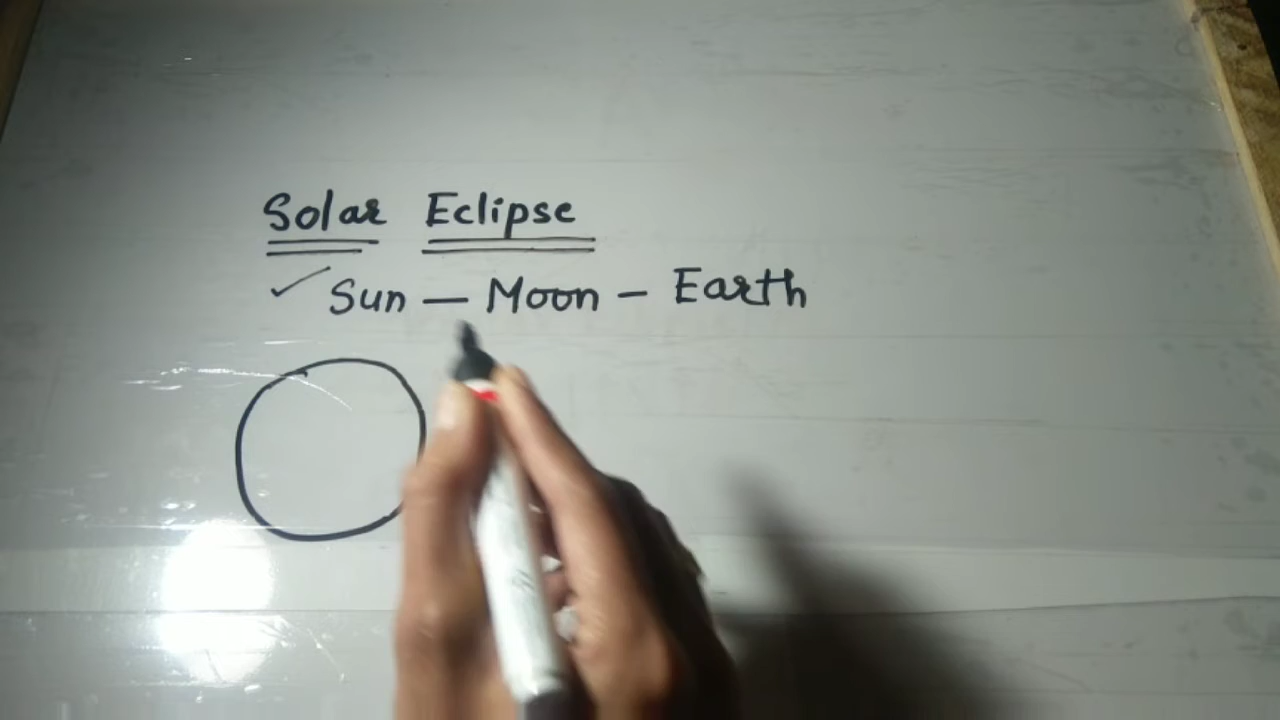 Solar Eclipse
✓ Sun — Moon – Earth